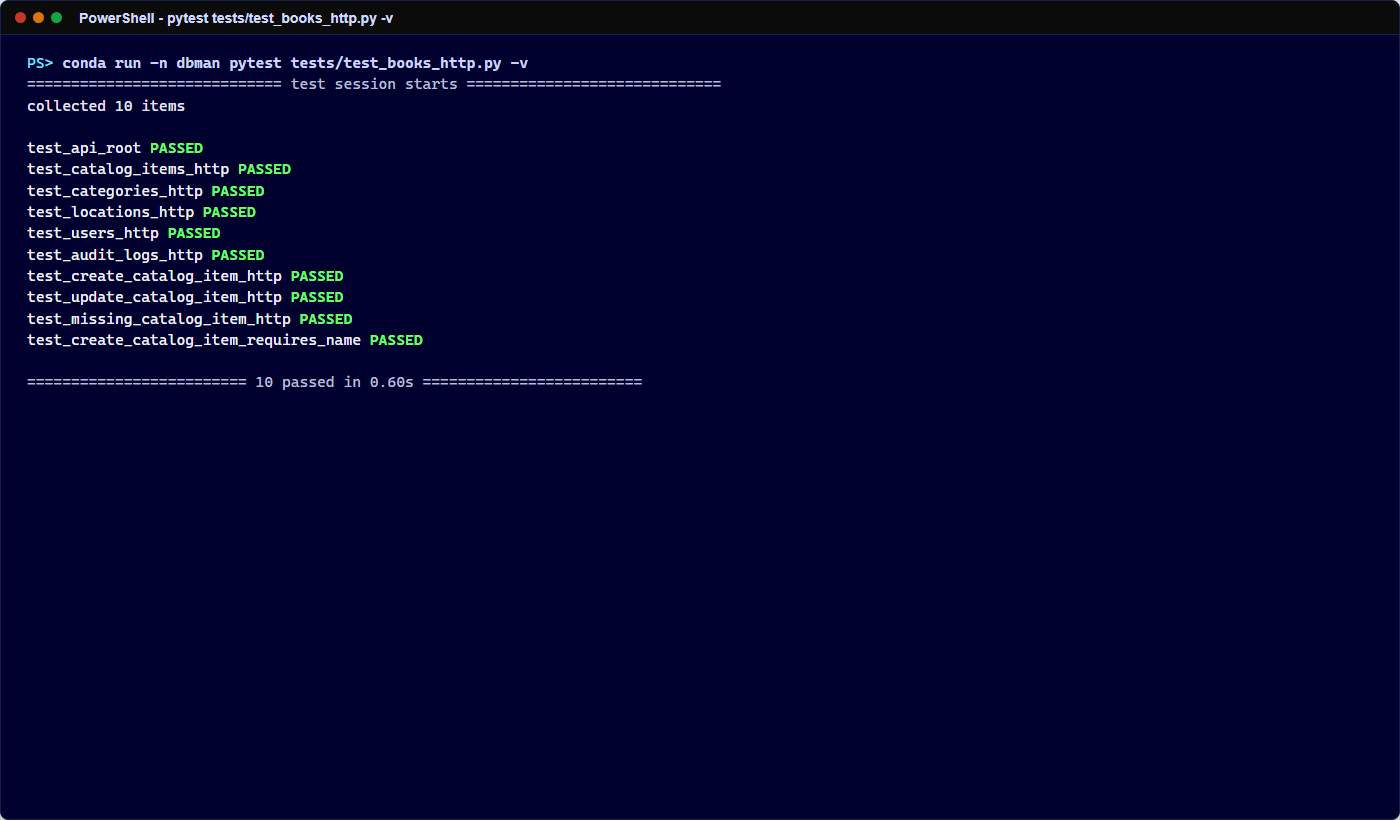 PowerShell - pytest tests/test_books_http.py -v
PS> conda run -n dbman pytest tests/test_books_http.py -v
============================= test session starts =============================
collected 10 items
test_api_root PASSED
test_catalog_items_http PASSED
test_categories_http PASSED
test_locations_http PASSED
test_users_http PASSED
test_audit_logs_http PASSED
test_create_catalog_item_http PASSED
test_update_catalog_item_http PASSED
test_missing_catalog_item_http PASSED
test_create_catalog_item_requires_name PASSED
========================= 10 passed in 0.60s =========================